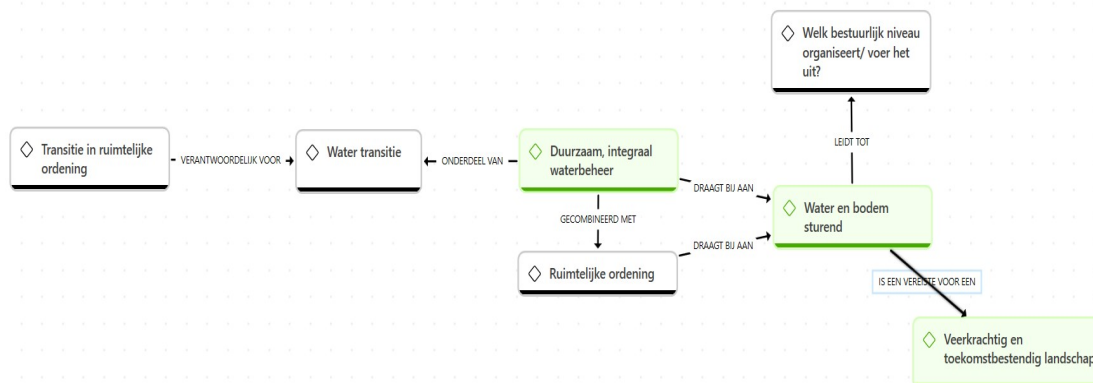 Welk bestuurlijk niveau
organiseert/ voer het
uit?
Transitie in ruimtelijke
ordening
VERANTWOORDELIJK VOOR
Water transitie
ONDERDEEL VAN
Duurzaam, integraal
waterbeheer
LEIDT TOT
DRAAGT BIJ AAN
GECOMBINEERD MET
Water en bodem
sturend
DRAAGT BIJ AAN
Ruimtelijke ordening
IS EEN VEREISTE VOOR EEN
Veerkrachtig en
toekomstbestendig landschap